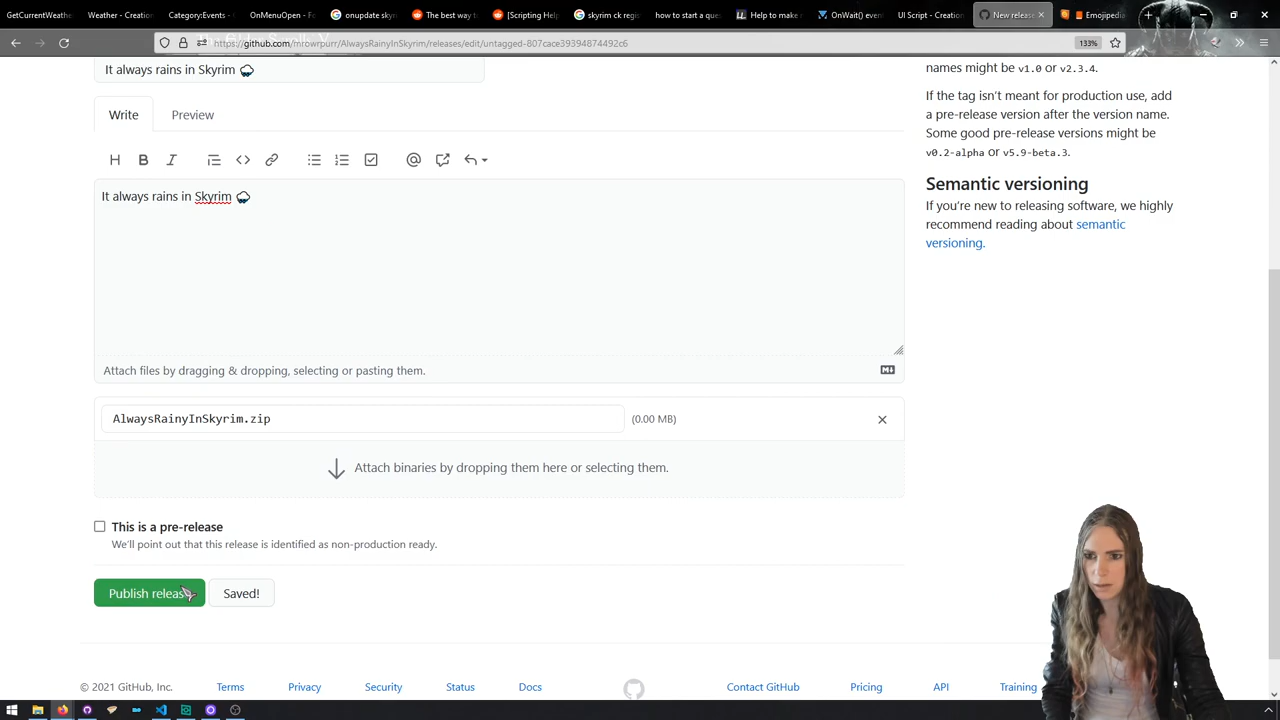 GetCurrentWeathe
Weather - Creation
Category:Events -
OnMenuOpen - F
onupdate skyr
The best way t
[Scripting Help
skyrim ck regis
how to start a ques
Help to make
OnWait() even
UI Script - Creation
New release
Emojipedia
https://github.com/mrowrpurr/AlwaysRainyInSkyrim/releases/edit/untagged-807cace39394874492c6
133%
It always rains in Skyrim 🌧
names might be v1.0 or v2.3.4.
Write
Preview
If the tag isn't meant for production use, add
a pre-release version after the version name.
Some good pre-release versions might be
v0.2-alpha or v5.9-beta.3.
It always rains in Skyrim 🌧
Semantic versioning
If you're new to releasing software, we highly
recommend reading about semantic
versioning.
Attach files by dragging & dropping, selecting or pasting them.
AlwaysRainyInSkyrim.zip
(0.00 MB)
Attach binaries by dropping them here or selecting them.
This is a pre-release
We'll point out that this release is identified as non-production ready.
Publish release
Saved!
© 2021 GitHub, Inc.
Terms
Privacy
Security
Status
Docs
Contact GitHub
Pricing
API
Training